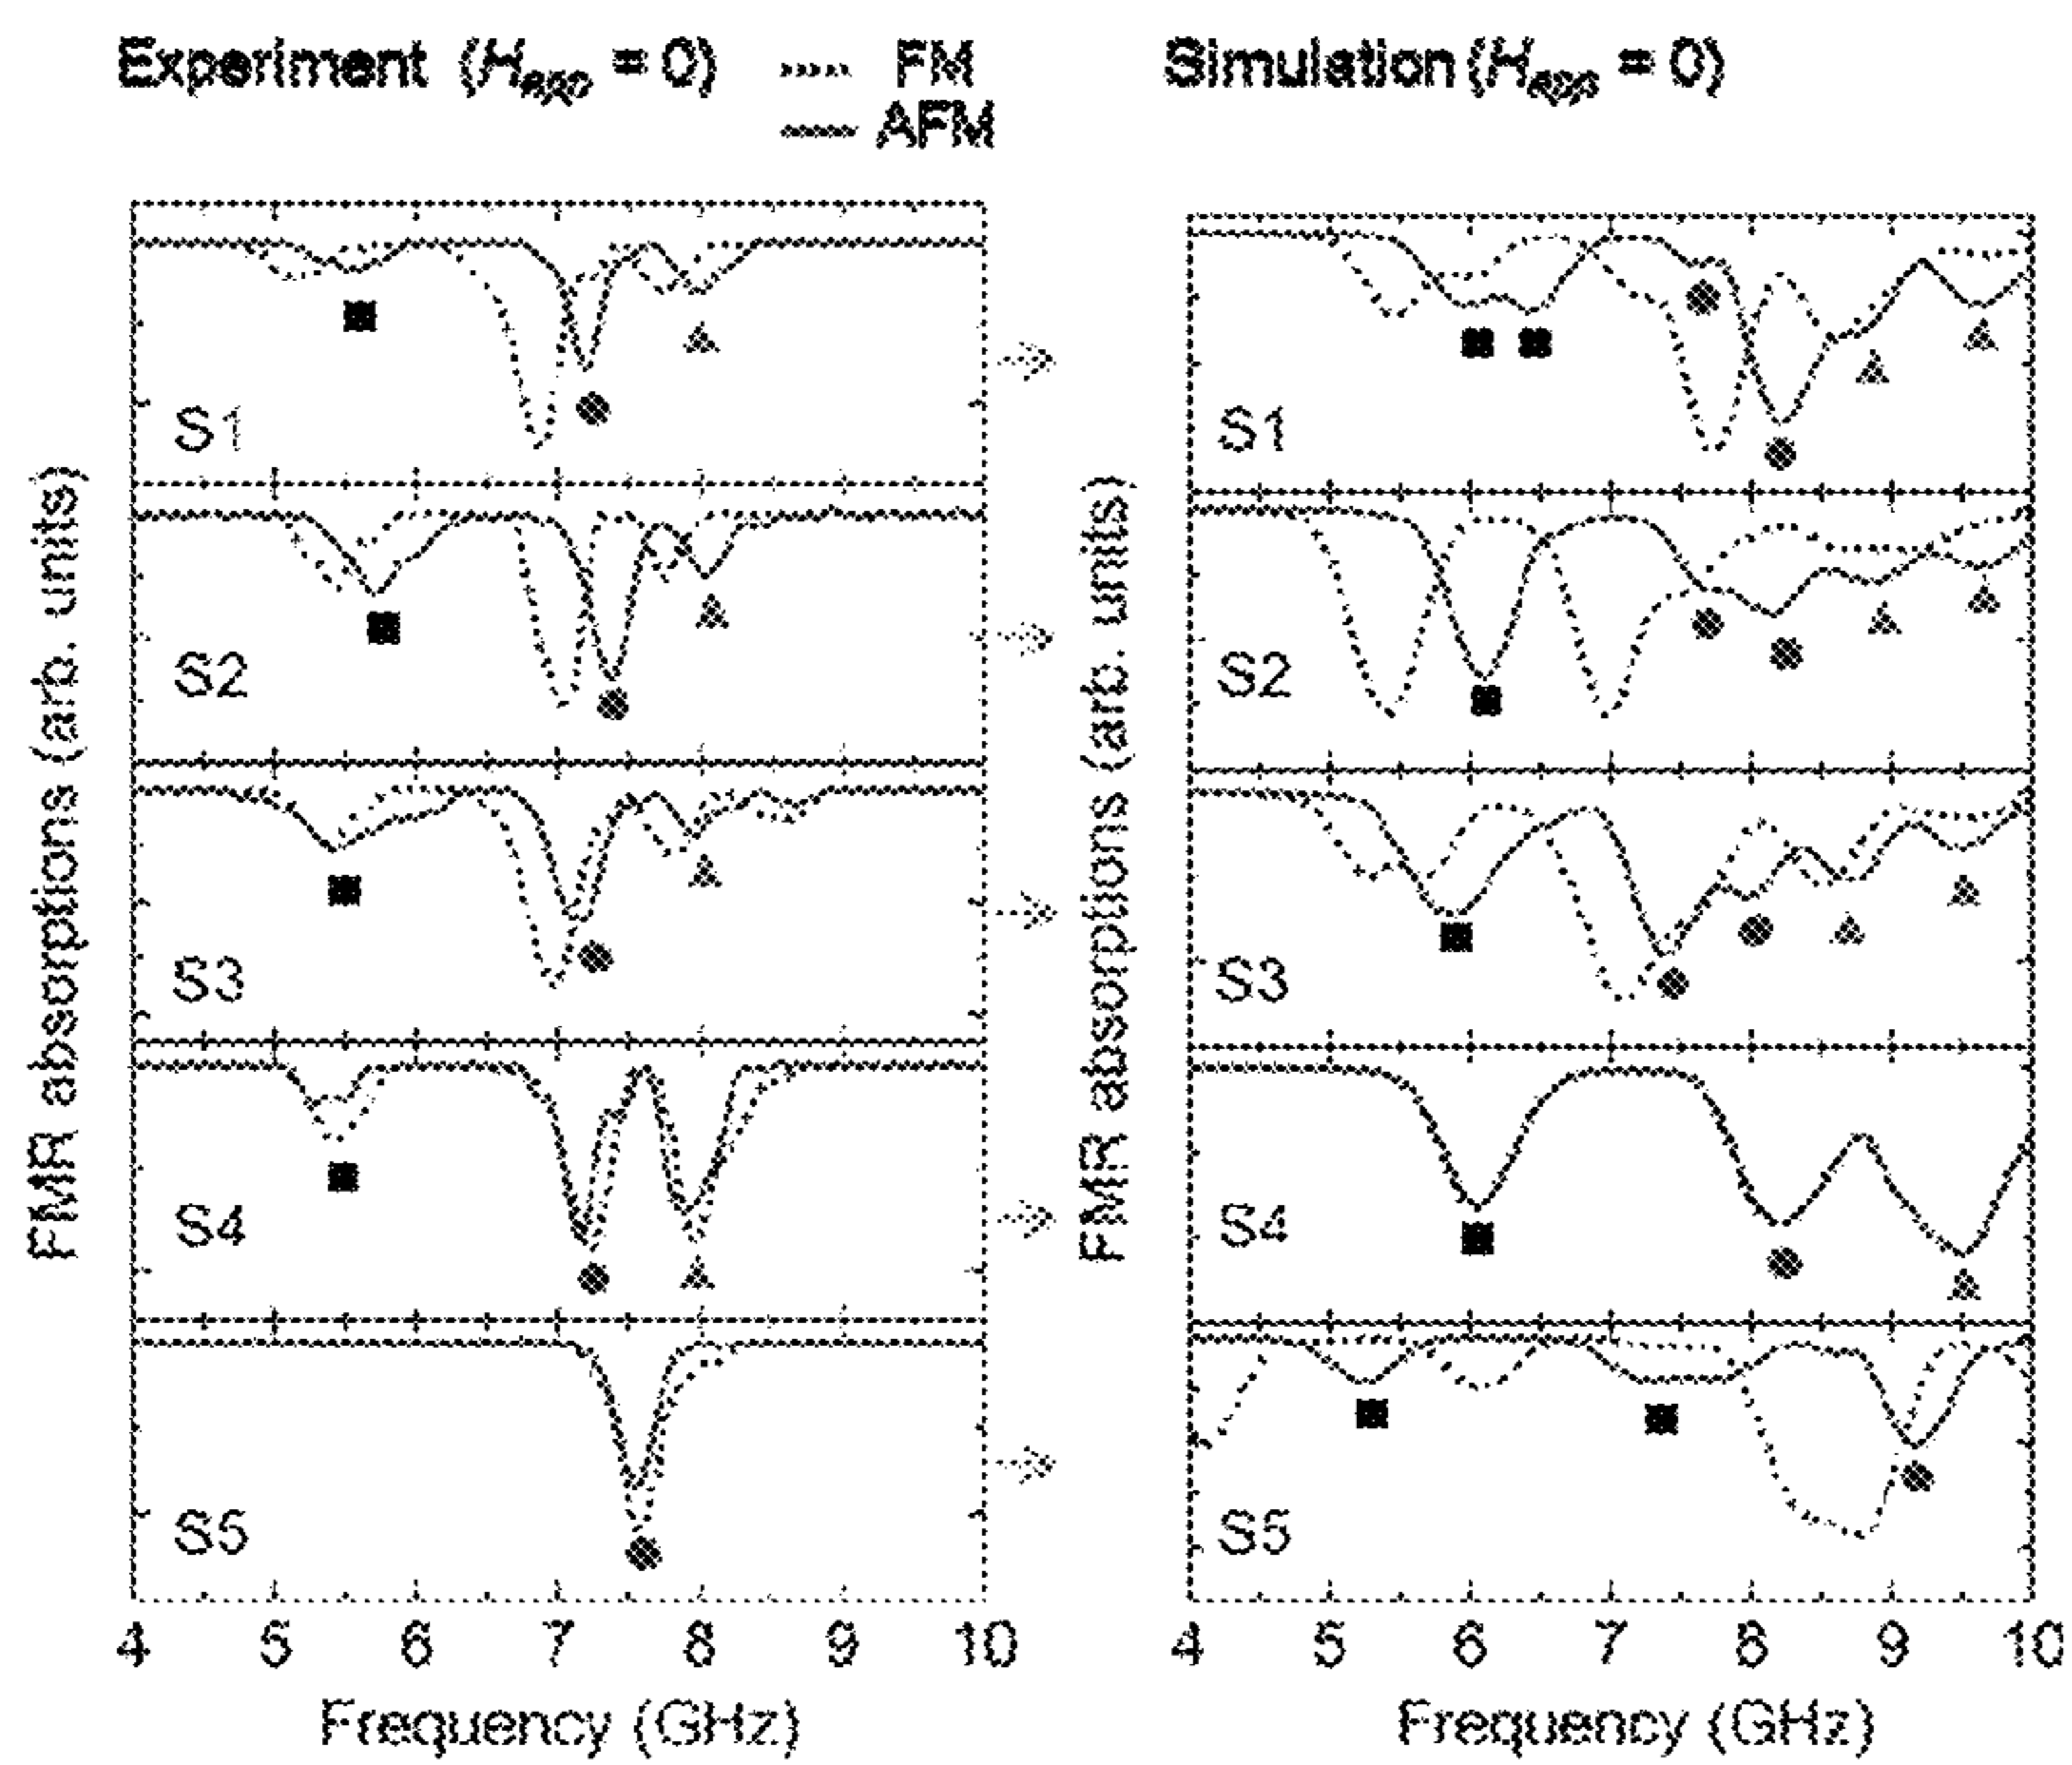 Experiment (Hₐₚₚ = 0) FM
AFM
Simulation (Hₐₚₚ = 0)
FMR absorptions (arb. units)
S1
S2
S3
S4
S5
4 5 6 7 8 9 10
Frequency (GHz)
FMR absorptions (arb. units)
S1
S2
S3
S4
S5
4 5 6 7 8 9 10
Frequency (GHz)